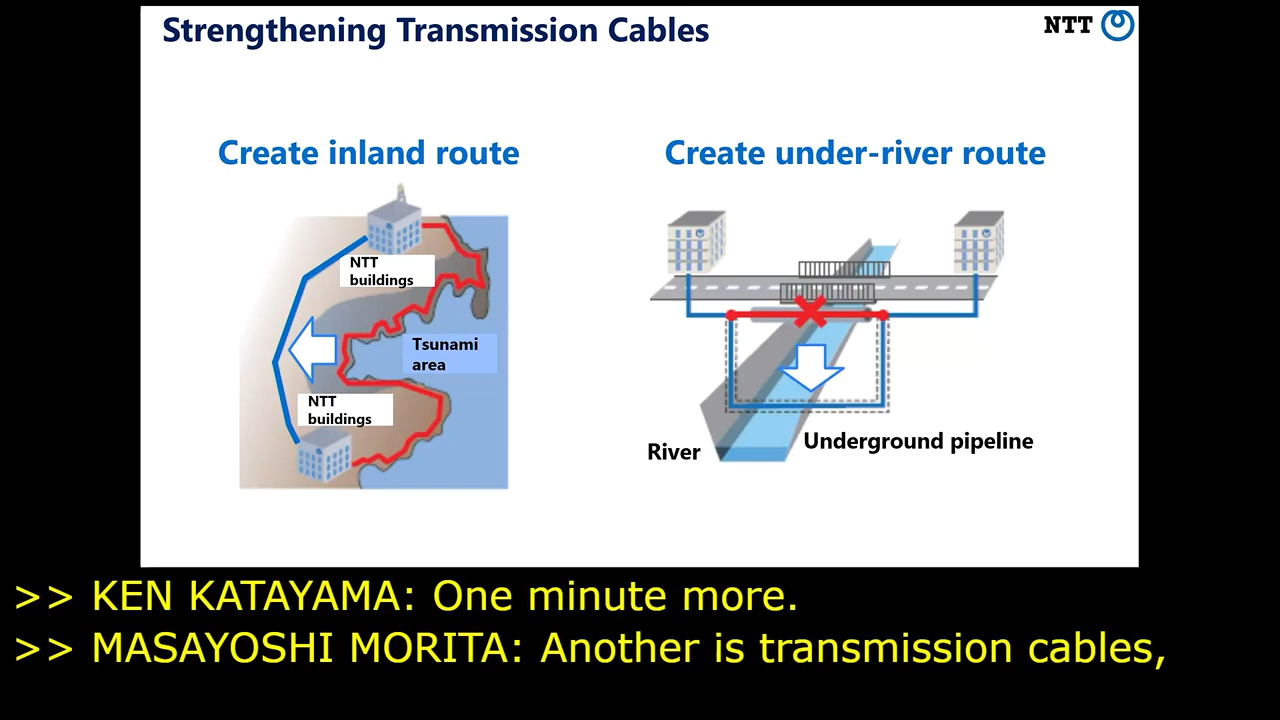 Strengthening Transmission Cables
NTT
Create inland route
Create under-river route
NTT
buildings
Tsunami
area
NTT
buildings
River
Underground pipeline
>> KEN KATAYAMA: One minute more.
>> MASAYOSHI MORITA: Another is transmission cables,